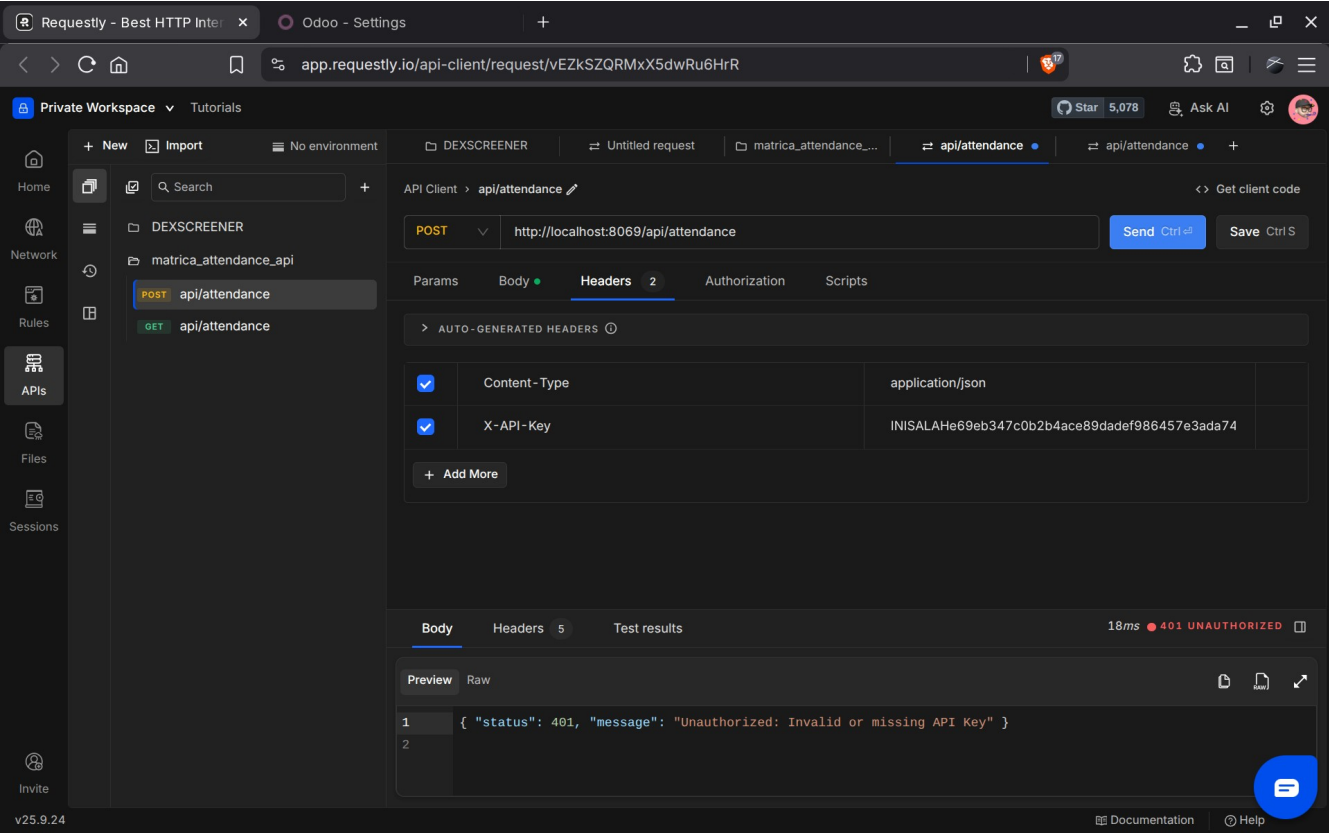 Requestly - Best HTTP Inter
Odoo - Settings
app.requestly.io/api-client/request/vEZkSZQRMxX5dwRu6HrR
17
Private Workspace
Tutorials
Star 5,078
Ask AI
Home
Network
Rules
APIs
Files
Sessions
Invite
v25.9.24
+ New
Import
No environment
Search
DEXSCREENER
matrica_attendance_api
POST api/attendance
GET api/attendance
DEXSCREENER
Untitled request
matrica_attendance_...
api/attendance
api/attendance
API Client > api/attendance
<> Get client code
POST
http://localhost:8069/api/attendance
Send Ctrl⏎
Save Ctrl S
Params
Body
Headers 2
Authorization
Scripts
> AUTO-GENERATED HEADERS
Content-Type
application/json
X-API-Key
INISALAHe69eb347c0b2b4ace89dadef986457e3ada74
+ Add More
Body
Headers 5
Test results
18ms
401 UNAUTHORIZED
Preview
Raw
RAW
1 { "status": 401, "message": "Unauthorized: Invalid or missing API Key" }
2
Documentation
Help